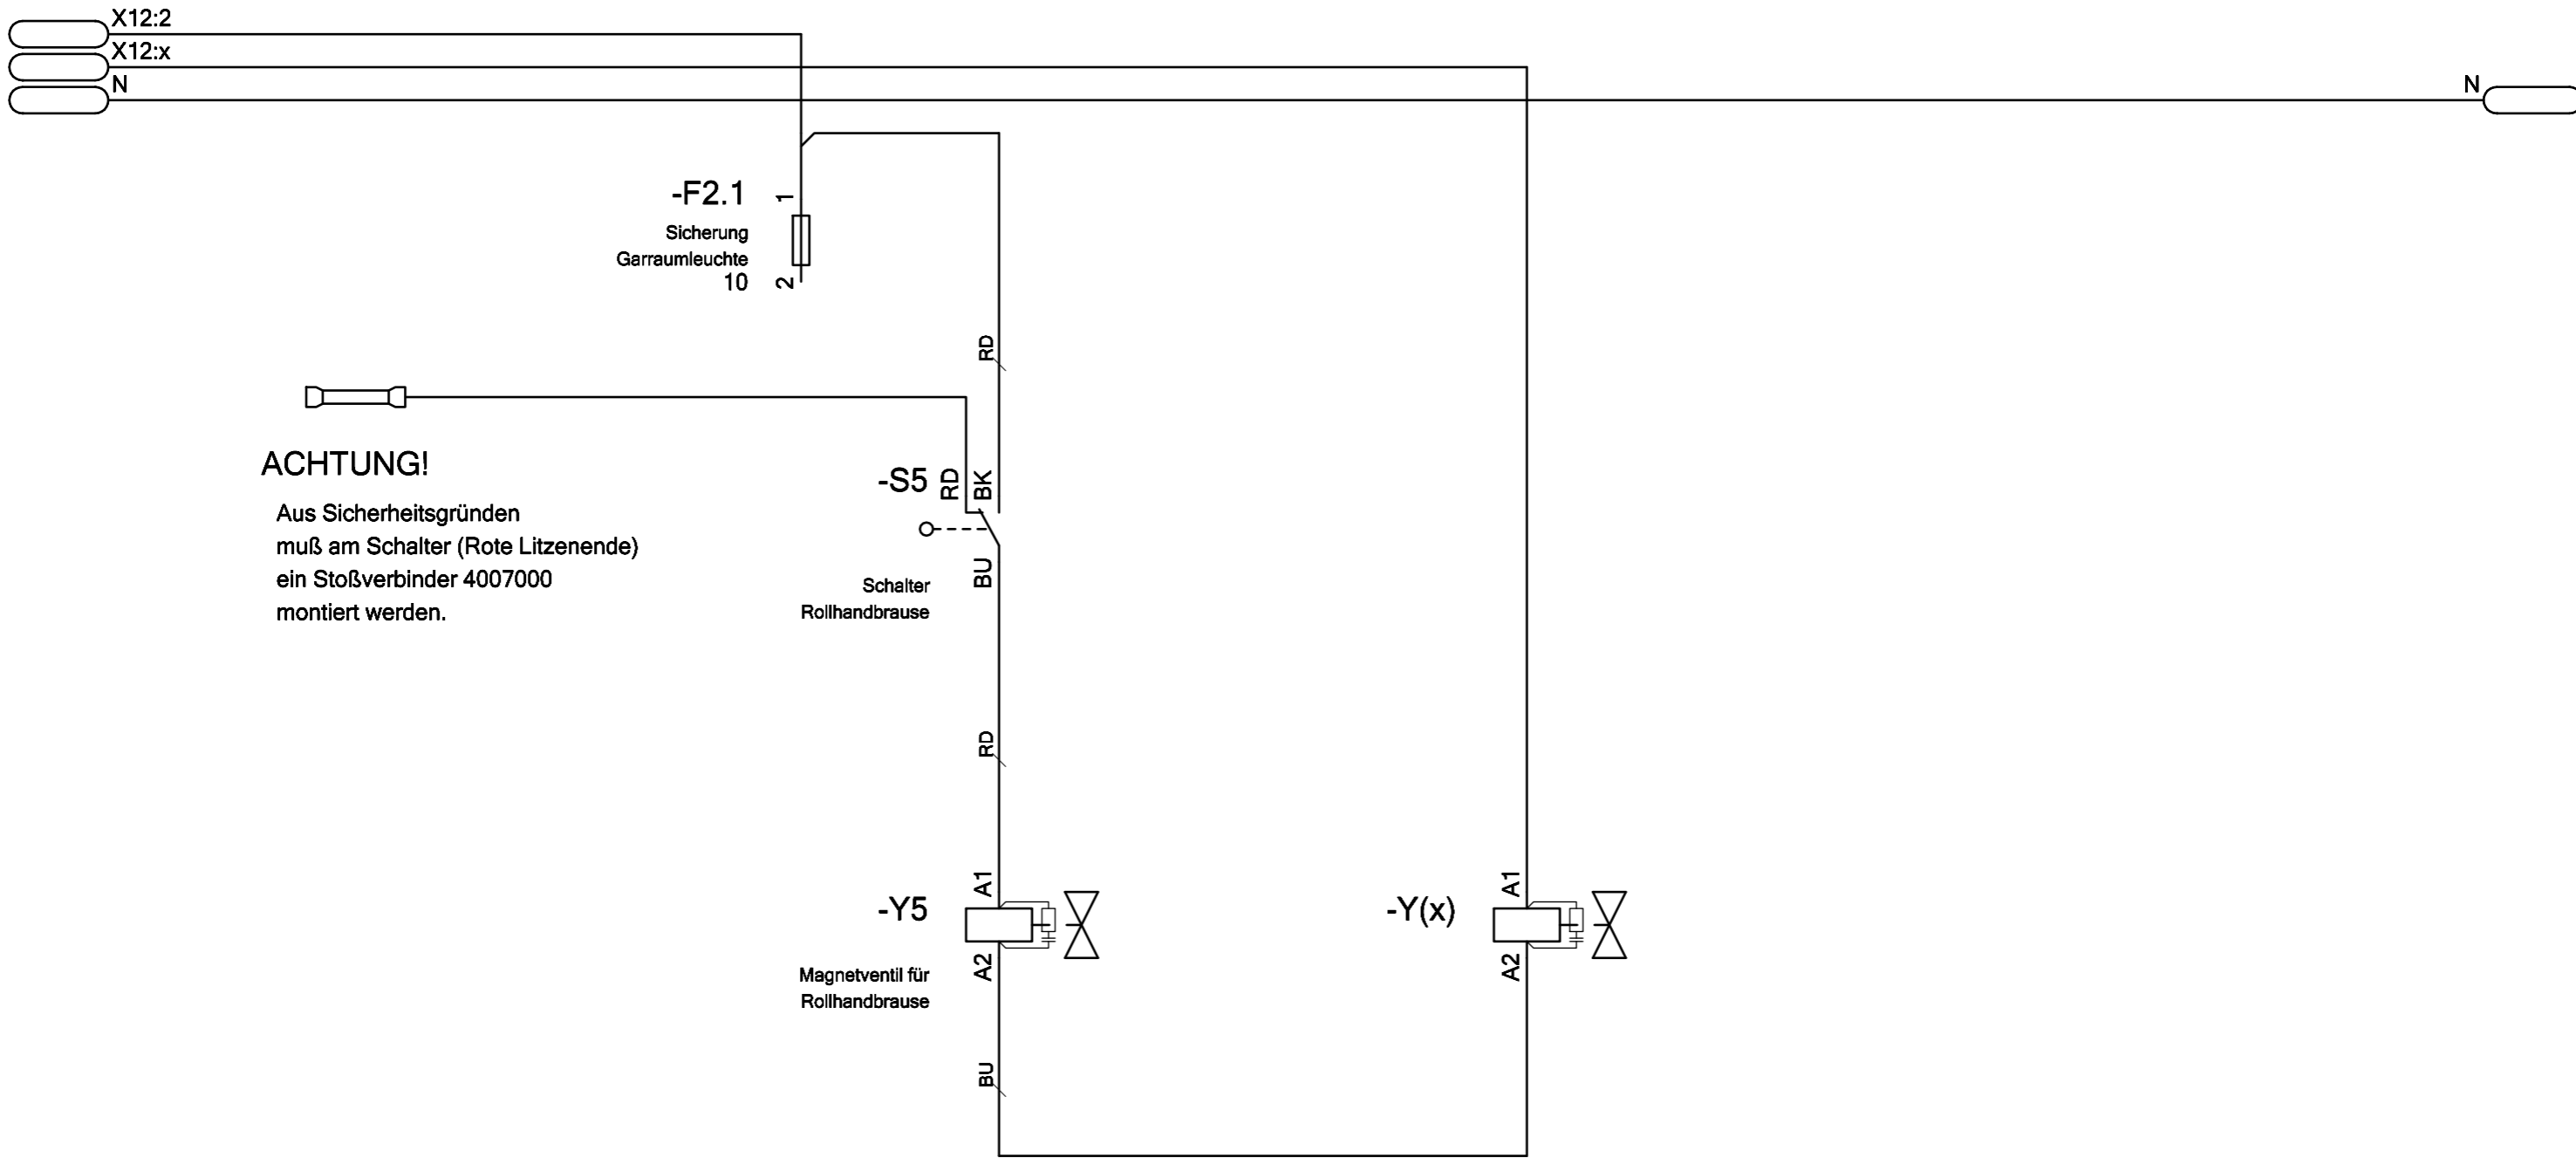 X12:2
X12:x
N
N
-F2.1
1
Sicherung
Garraumleuchte
10
2
RD
ACHTUNG!
Aus Sicherheitsgründen
muß am Schalter (Rote Litzenende)
ein Stoßverbinder 4007000
montiert werden.
-S5
RD
BK
BU
Schalter
Rollhandbrause
RD
-Y5
A1
A2
Magnetventil für
Rollhandbrause
BU
-Y(x)
A1
A2